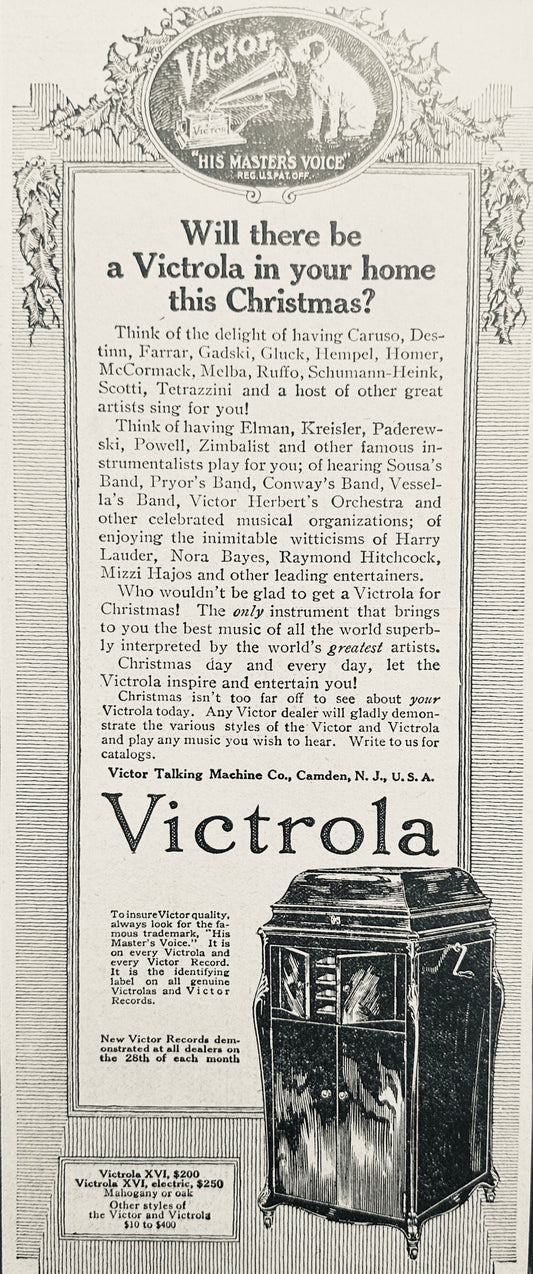 Victor
VICTOR
"HIS MASTER'S VOICE"
REG. U.S. PAT. OFF.
Will there be
a Victrola in your home
this Christmas?
Think of the delight of having Caruso, Des-
tinn, Farrar, Gadski, Gluck, Hempel, Homer,
McCormack, Melba, Ruffo, Schumann-Heink,
Scotti, Tetrazzini and a host of other great
artists sing for you!
Think of having Elman, Kreisler, Paderew-
ski, Powell, Zimbalist and other famous in-
strumentalists play for you; of hearing Sousa's
Band, Pryor's Band, Conway's Band, Vessel-
la's Band, Victor Herbert's Orchestra and
other celebrated musical organizations; of
enjoying the inimitable witticisms of Harry
Lauder, Nora Bayes, Raymond Hitchcock,
Mizzi Hajos and other leading entertainers.
Who wouldn't be glad to get a Victrola for
Christmas! The only instrument that brings
to you the best music of all the world superb-
ly interpreted by the world's greatest artists.
Christmas day and every day, let the
Victrola inspire and entertain you!
Christmas isn't too far off to see about your
Victrola today. Any Victor dealer will gladly demon-
strate the various styles of the Victor and Victrola
and play any music you wish to hear. Write to us for
catalogs.
Victor Talking Machine Co., Camden, N. J., U. S. A.
Victrola
To insure Victor quality,
always look for the fa-
mous trademark, "His
Master's Voice." It is
on every Victrola and
every Victor Record.
It is the identifying
label on all genuine
Victrolas and Victor
Records.
New Victor Records dem-
onstrated at all dealers on
the 28th of each month
Victrola XVI, $200
Victrola XVI, electric, $250
Mahogany or oak
Other styles of
the Victor and Victrola
$10 to $400